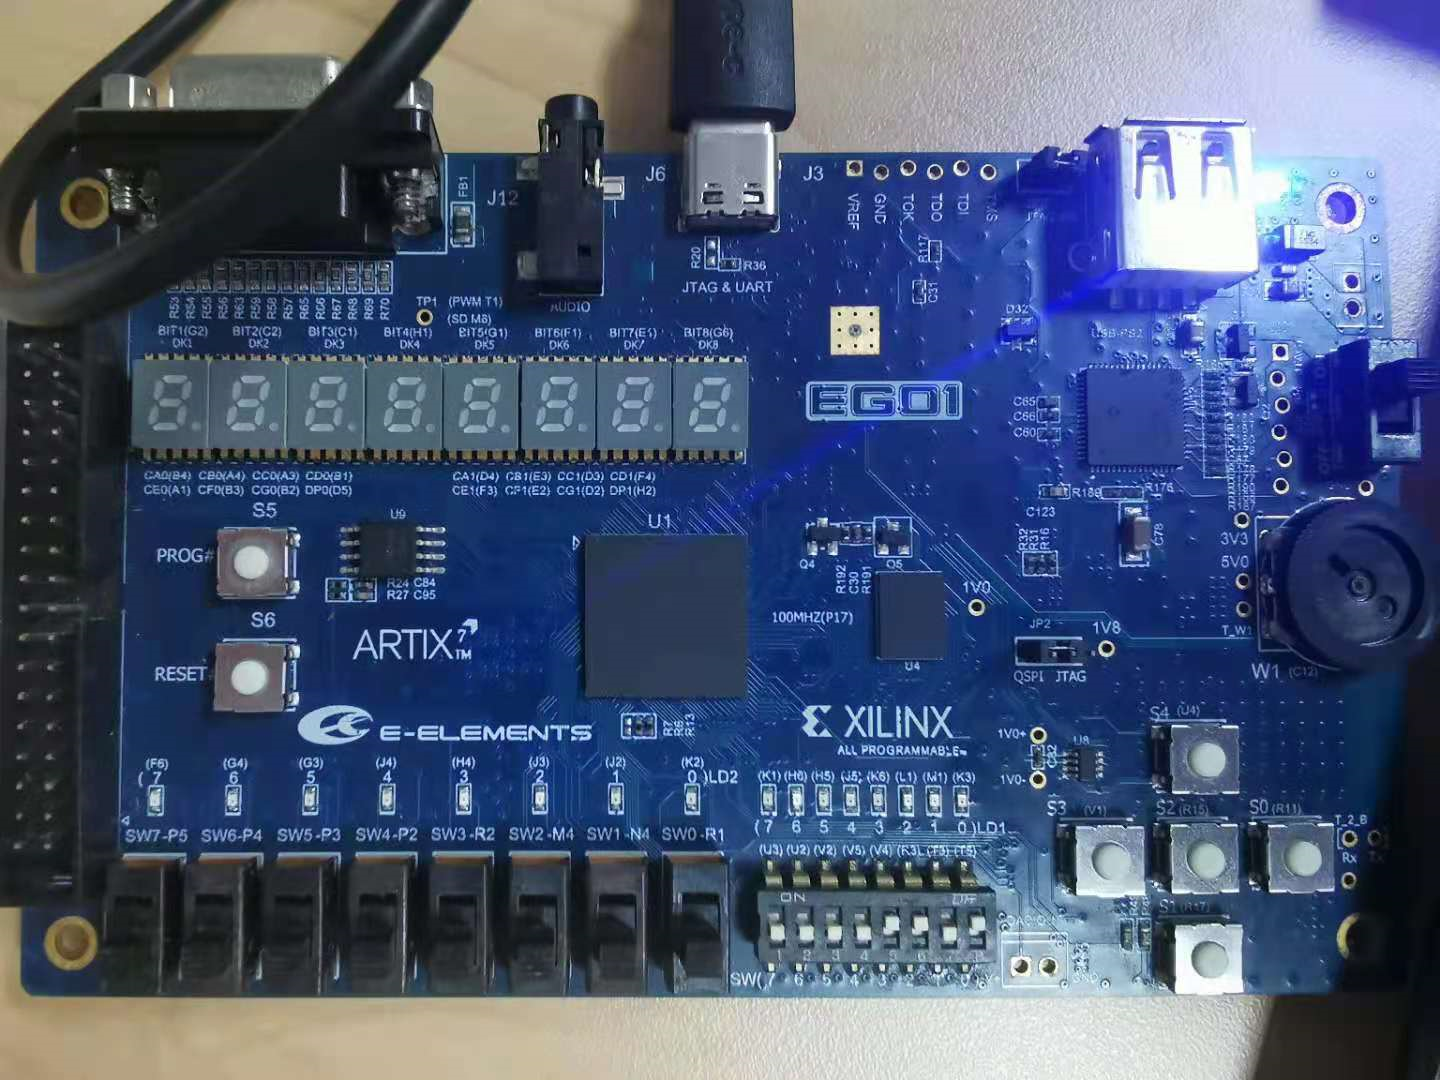 J12
FB1
J6
J3
VREF
GND
TCK
TDO
TDI
R20
R36
JTAG & UART
R117
C31
AUDIO
R53 R54 R55 R56 R63 R59 R58 R57 R65 R66 R67 R68 R69 R70
TP1 (PWM T1)
(SD M6)
BIT1(G2) BIT2(C2) BIT3(C1) BIT4(H1) BIT5(G1) BIT6(F1) BIT7(E1) BIT8(G6)
DK1 DK2 DK3 DK4 DK5 DK6 DK7 DK8
D32
USB-PS2
EGO1
C65
C66
C60
CA0(B4) CB0(A4) CC0(A3) CD0(B1) CA1(D4) CB1(E3) CC1(D3) CD1(F4)
CE0(A1) CF0(B3) CG0(B2) DP0(D5) CE1(F3) CF1(E2) CG1(D2) DP1(H2)
R189
R176
C123
C78
S5
U9
U1
PROG#
R24 C84
R27 C95
Q4
Q5
R192
C30
R191
R32
R31
R16
3V3
5V0
1V0
S6
ARTIX 7 TM
100MHZ(P17)
JP2
1V8
U4
QSPI JTAG
RESET
W1 (C12)
E-ELEMENTS
R7
R6
R13
XILINX
ALL PROGRAMMABLE
1V0+
1V0-
C82
U8
S4 (U4)
(F6) (G4) (G3) (J4) (H4) (J3) (J2) (K2)
( 7 6 5 4 3 2 1 0 )LD2
(K1) (H6) (H5) (J5) (K6) (L1) (M1) (K3)
( 7 6 5 4 3 2 1 0 )LD1
SW7-P5 SW6-P4 SW5-P3 SW4-P2 SW3-R2 SW2-M4 SW1-N4 SW0-R1
S3 (V1)
S2 (R15)
S0 (R11)
T_2_B
Rx Tx
(U3) (U2) (V2) (V5) (V4) (R3) (T3) (T5)
ON
SW( 7 6 5 4 3 2 1 0
S1 (R17)